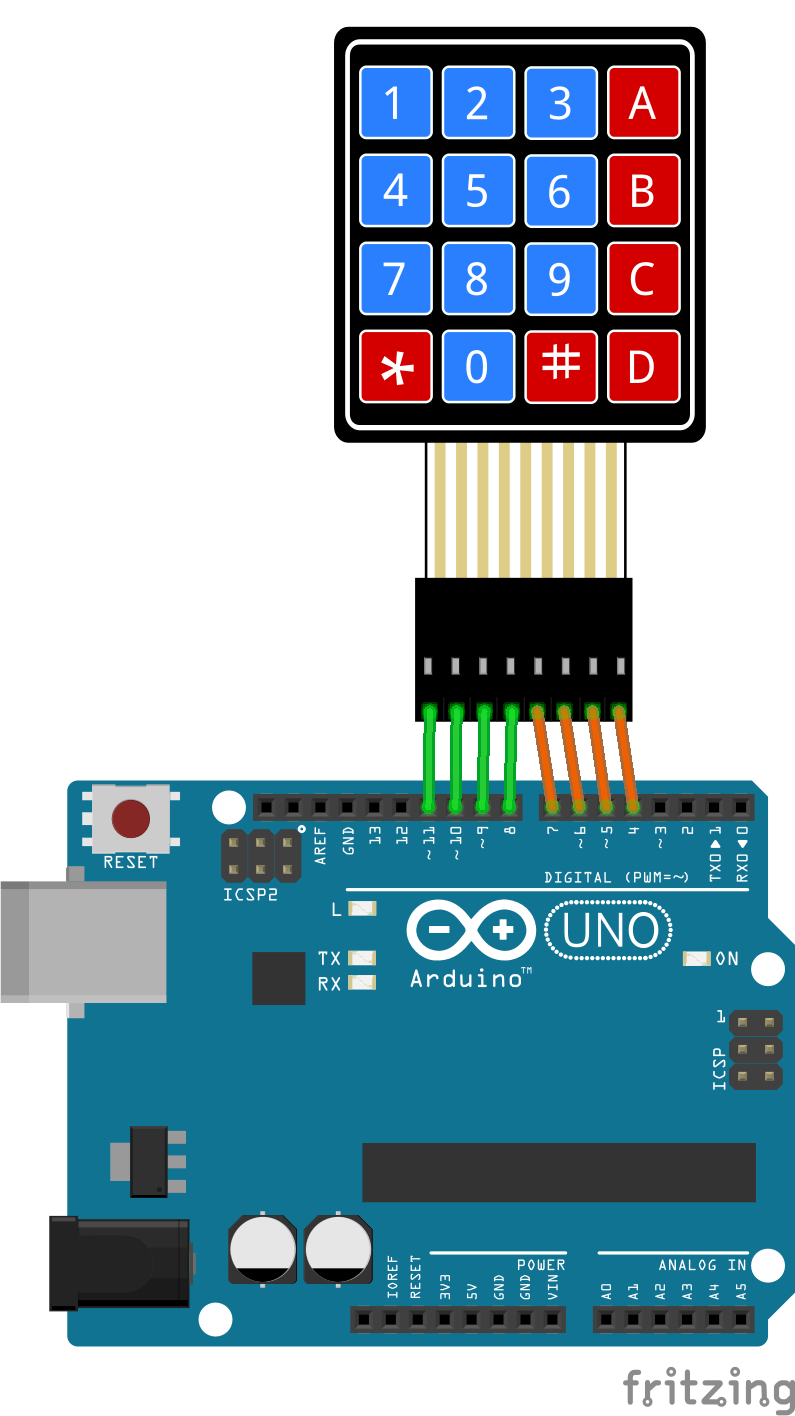 1 2 3 A
4 5 6 B
7 8 9 C
* 0 # D
RESET
ICSP2
AREF
GND
13
12
~11
~10
~9
8
7
~6
~5
4
~3
2
TX0▶1
RX0◀0
DIGITAL (PWM=~)
L
TX
RX
UNO
Arduino™
ON
1
ICSP
IOREF
RESET
3V3
5V
GND
GND
VIN
POWER
ANALOG IN
A0
A1
A2
A3
A4
A5
fritzing